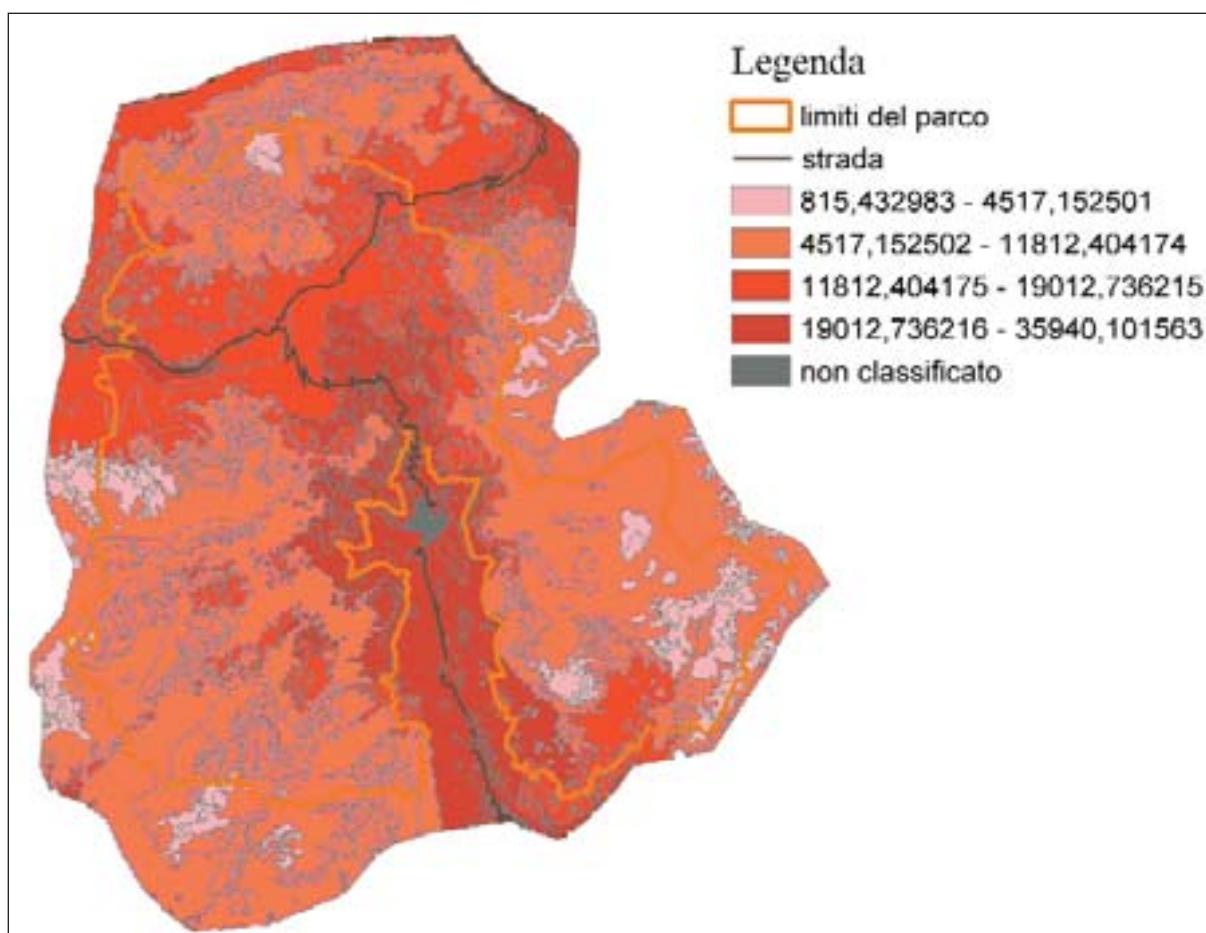 Legenda
limiti del parco
strada
815,432983 - 4517,152501
4517,152502 - 11812,404174
11812,404175 - 19012,736215
19012,736216 - 35940,101563
non classificato